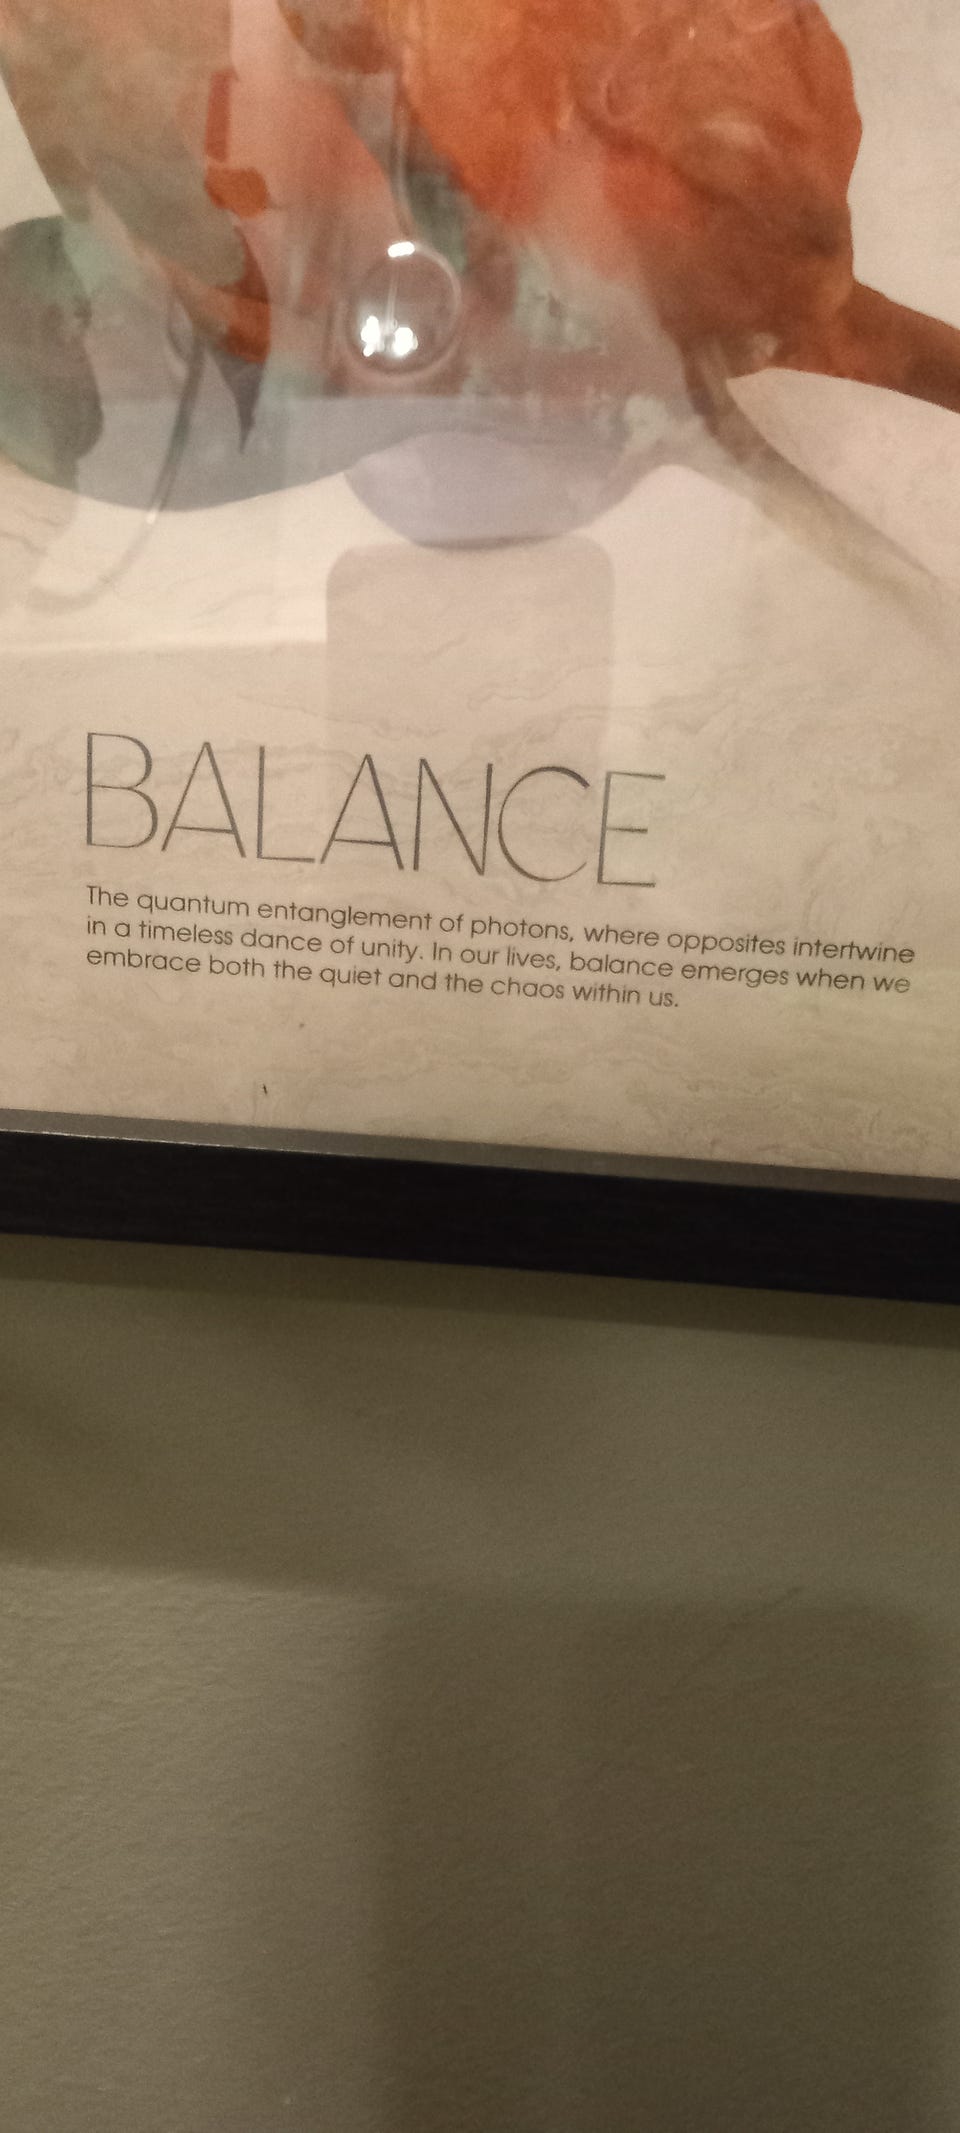 BALANCE
The quantum entanglement of photons, where opposites intertwine
in a timeless dance of unity. In our lives, balance emerges when we
embrace both the quiet and the chaos within us.